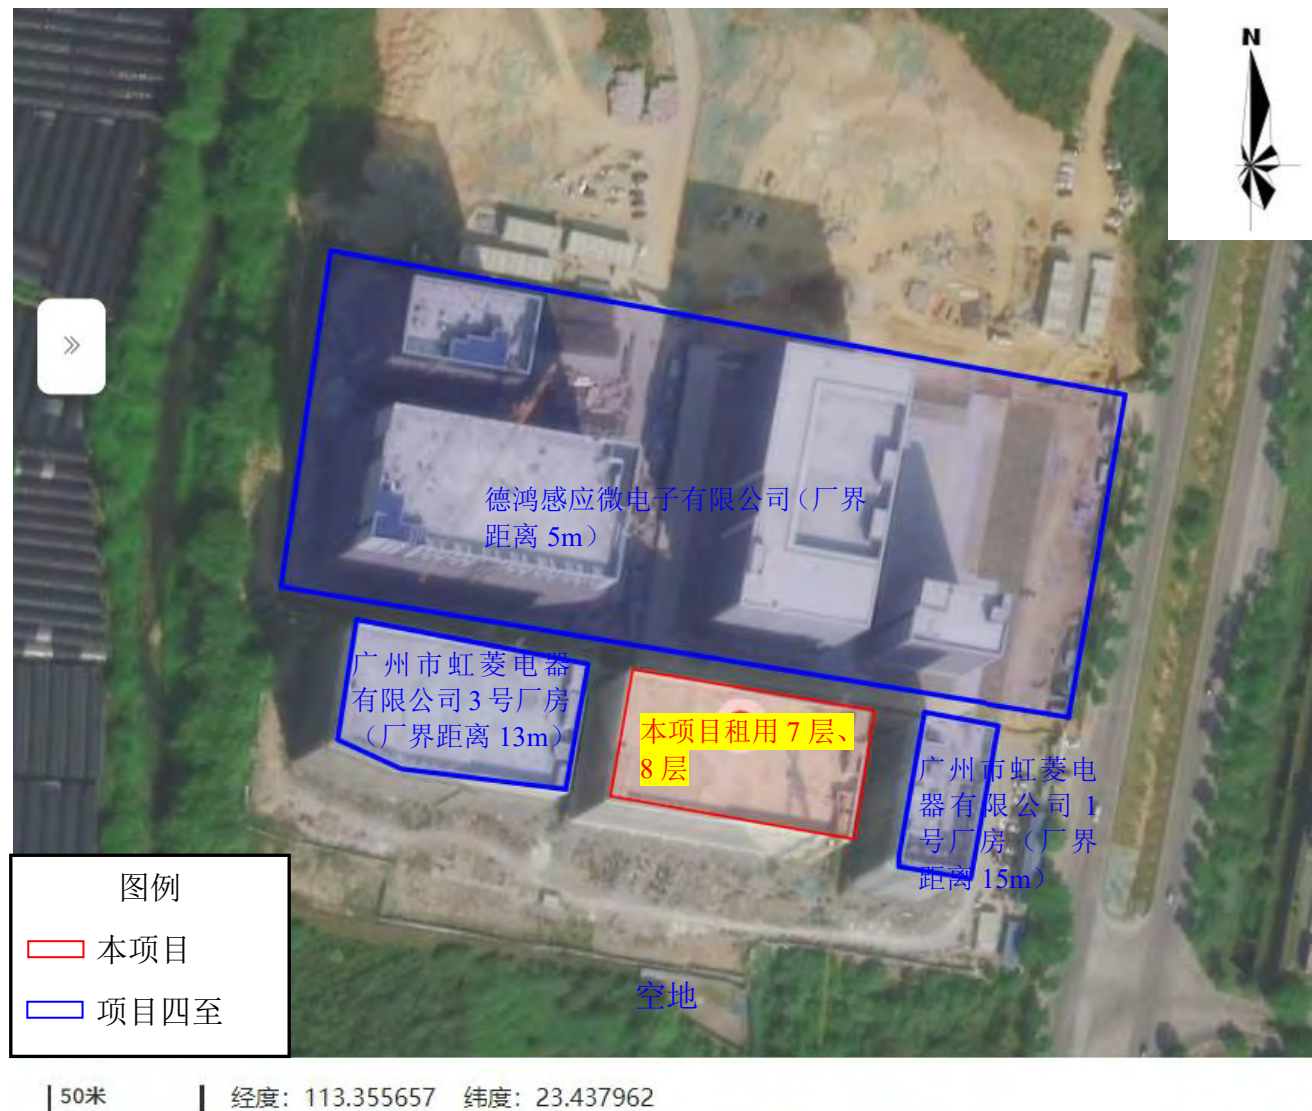 N
德鸿感应微电子有限公司（厂界
距离 5m）
广州市虹菱电器
有限公司 3 号厂房
（厂界距离 13m）
本项目租用 7 层、
8 层
广州市虹菱电
器有限公司 1
号厂房（厂界
距离 15m）
空地
图例
本项目
项目四至
50米
经度：113.355657 纬度：23.437962